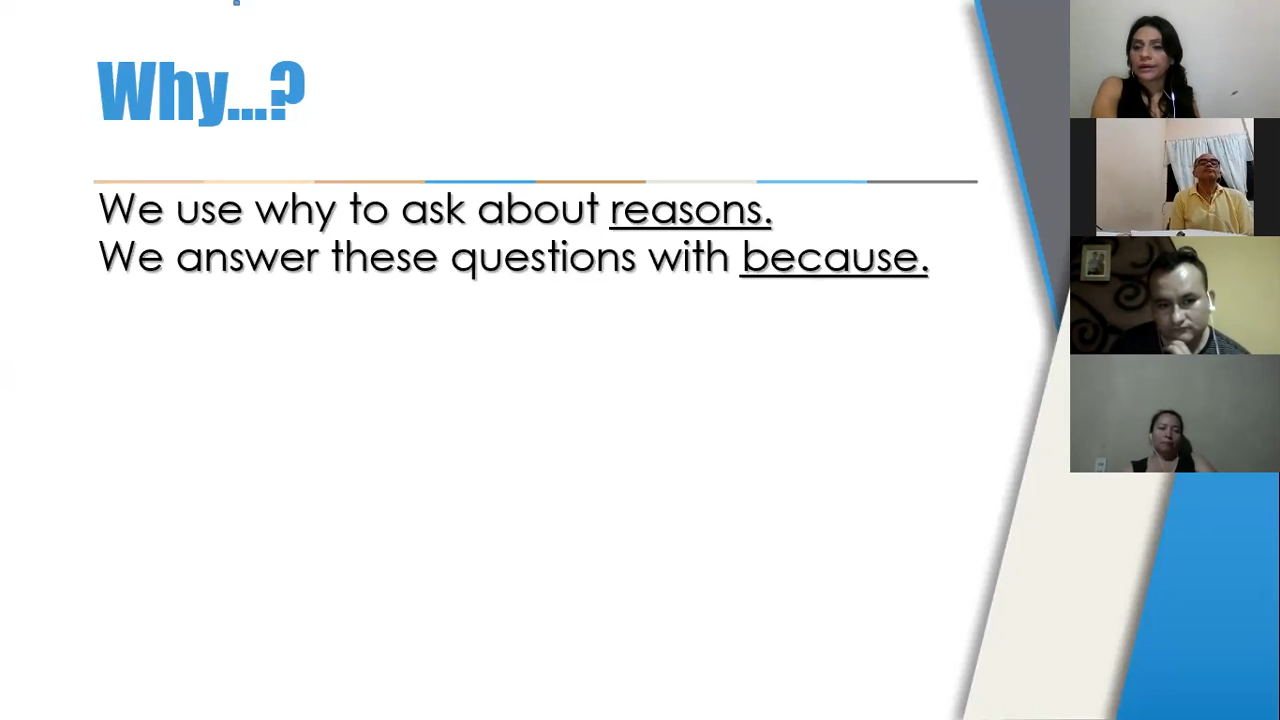 Why...?
We use why to ask about reasons.
We answer these questions with because.